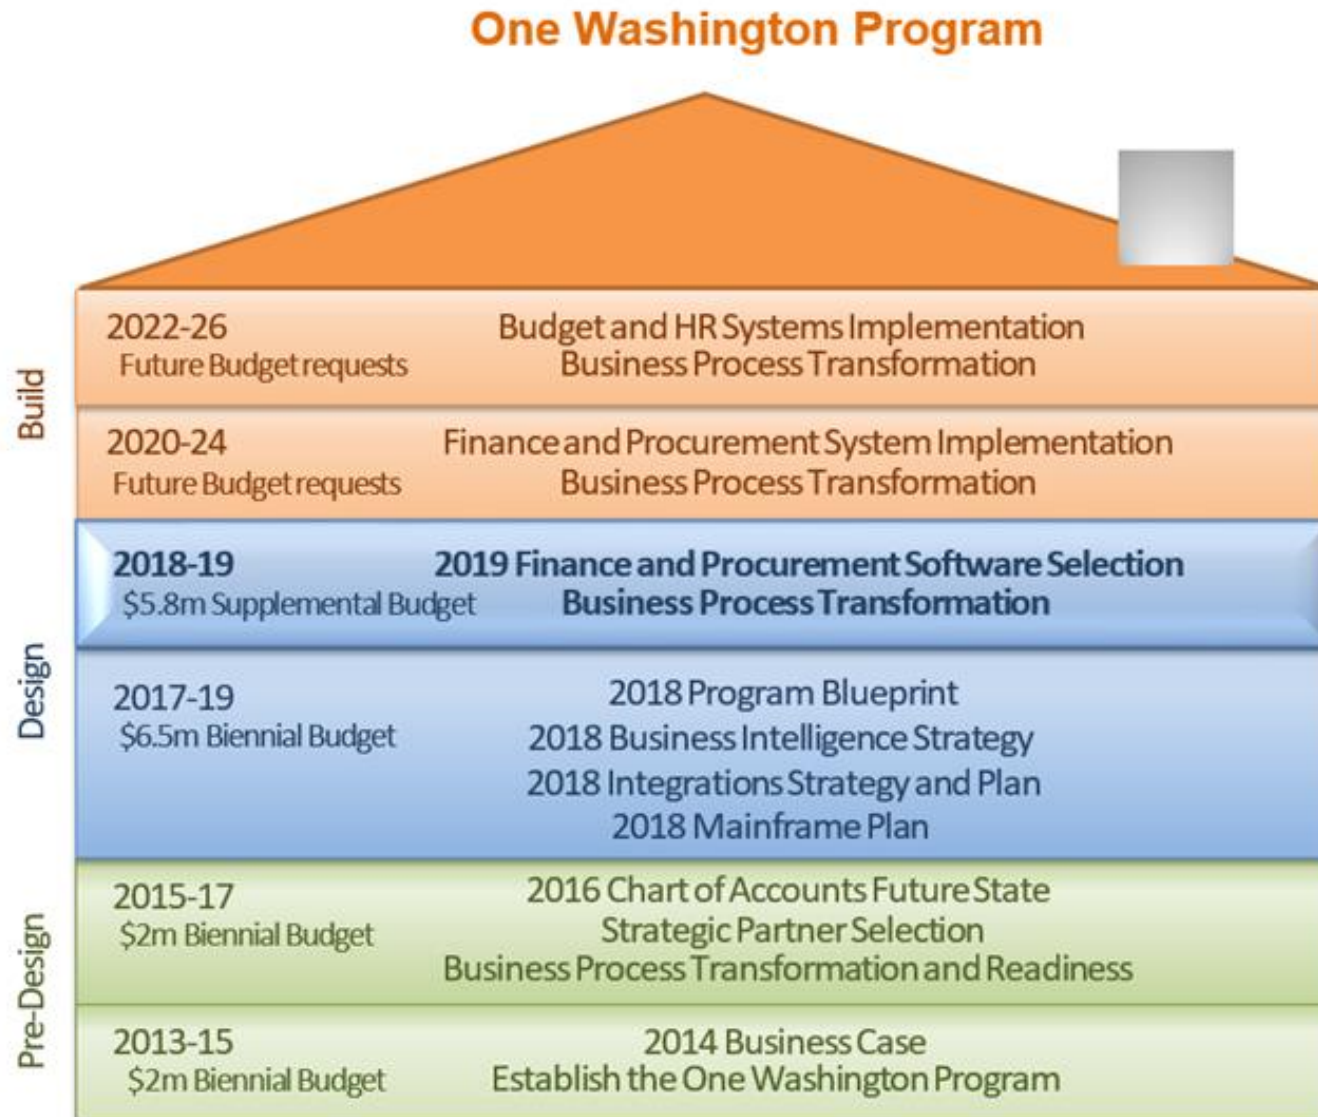 One Washington Program
Build
2022-26
Future Budget requests
Budget and HR Systems Implementation
Business Process Transformation
2020-24
Future Budget requests
Finance and Procurement System Implementation
Business Process Transformation
Design
2018-19
$5.8m Supplemental Budget
2019 Finance and Procurement Software Selection
Business Process Transformation
2017-19
$6.5m Biennial Budget
2018 Program Blueprint
2018 Business Intelligence Strategy
2018 Integrations Strategy and Plan
2018 Mainframe Plan
Pre-Design
2015-17
$2m Biennial Budget
2016 Chart of Accounts Future State
Strategic Partner Selection
Business Process Transformation and Readiness
2013-15
$2m Biennial Budget
2014 Business Case
Establish the One Washington Program